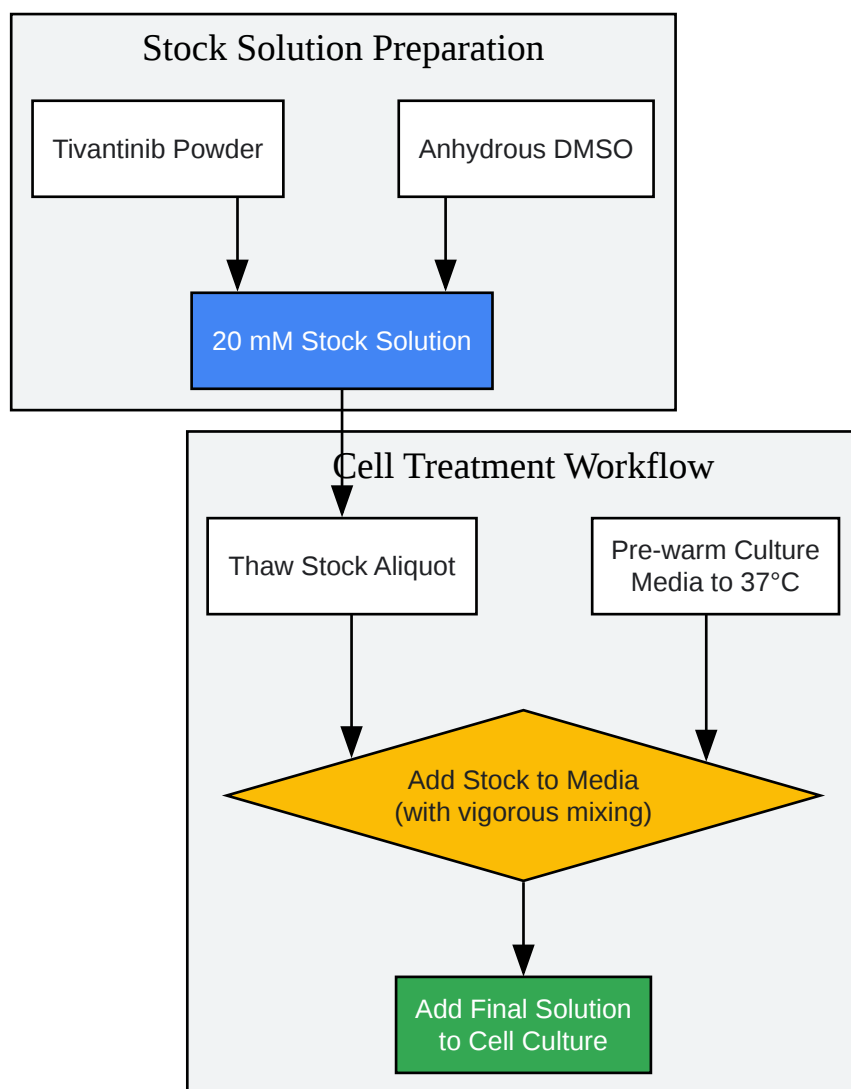 Stock Solution Preparation
Tivantinib Powder
Anhydrous DMSO
20 mM Stock Solution
Cell Treatment Workflow
Thaw Stock Aliquot
Pre-warm Culture
Media to 37°C
Add Stock to Media
(with vigorous mixing)
Add Final Solution
to Cell Culture